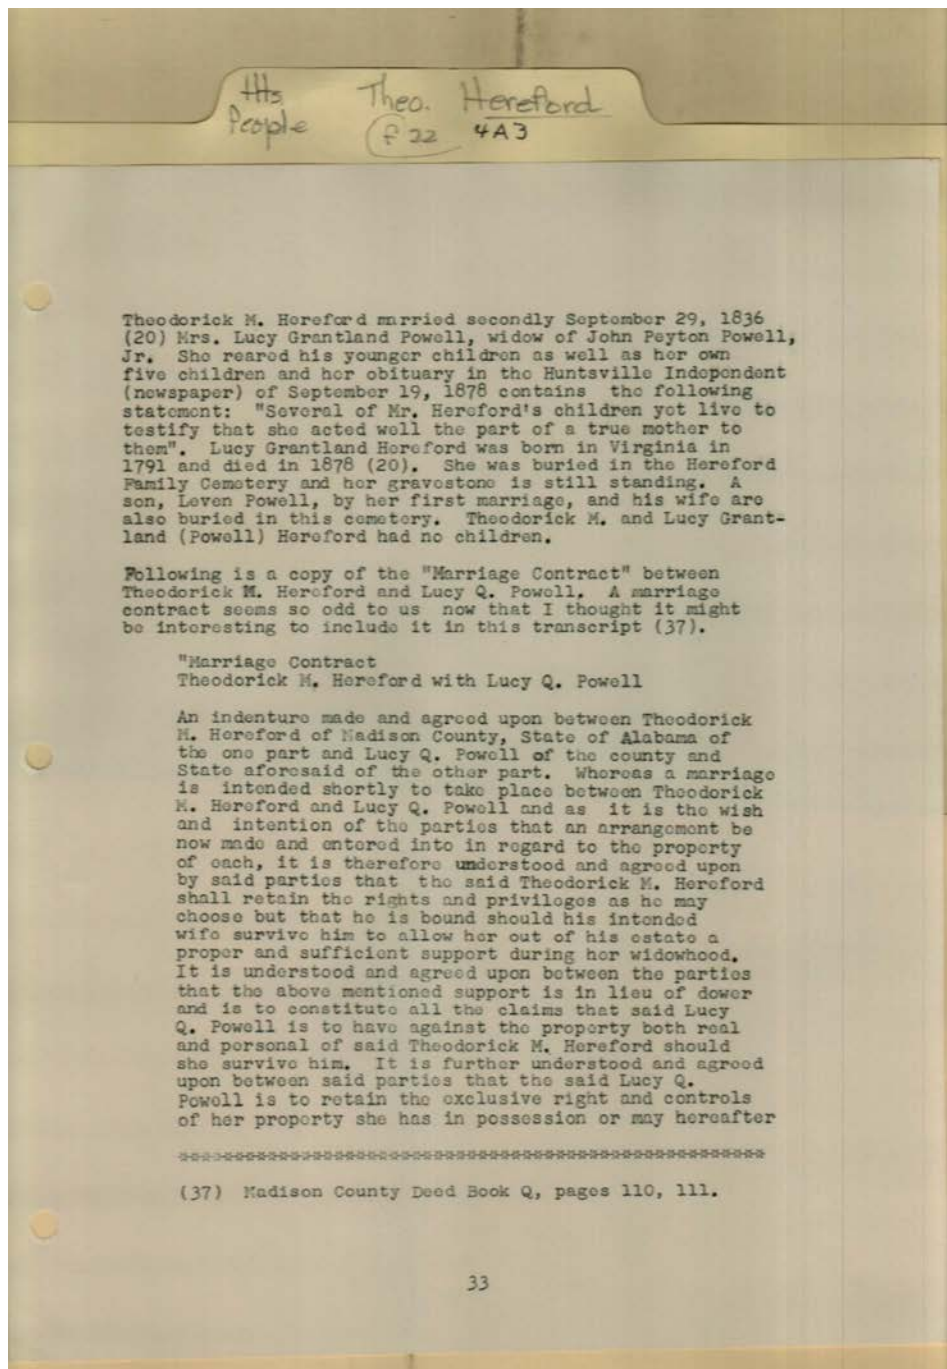 HHs Theo. Hereford
People f 22 4A3
Theodorick M. Hereford married secondly September 29, 1836
(20) Mrs. Lucy Grantland Powell, widow of John Peyton Powell,
Jr. She reared his younger children as well as her own
five children and her obituary in the Huntsville Independent
(newspaper) of September 19, 1878 contains the following
statement: "Several of Mr. Hereford's children yet live to
testify that she acted well the part of a true mother to
them". Lucy Grantland Hereford was born in Virginia in
1791 and died in 1878 (20). She was buried in the Hereford
Family Cemetery and her gravestone is still standing. A
son, Leven Powell, by her first marriage, and his wife are
also buried in this cemetery. Theodorick M. and Lucy Grant-
land (Powell) Hereford had no children.
Following is a copy of the "Marriage Contract" between
Theodorick M. Hereford and Lucy Q. Powell. A marriage
contract seems so odd to us now that I thought it might
be interesting to include it in this transcript (37).
"Marriage Contract
Theodorick M. Hereford with Lucy Q. Powell
An indenture made and agreed upon between Theodorick
M. Hereford of Madison County, State of Alabama of
the one part and Lucy Q. Powell of the county and
State aforesaid of the other part. Whereas a marriage
is intended shortly to take place between Theodorick
M. Hereford and Lucy Q. Powell and as it is the wish
and intention of the parties that an arrangement be
now made and entered into in regard to the property
of each, it is therefore understood and agreed upon
by said parties that the said Theodorick M. Hereford
shall retain the rights and privileges as he may
choose but that he is bound should his intended
wife survive him to allow her out of his estate a
proper and sufficient support during her widowhood.
It is understood and agreed upon between the parties
that the above mentioned support is in lieu of dower
and is to constitute all the claims that said Lucy
Q. Powell is to have against the property both real
and personal of said Theodorick M. Hereford should
she survive him. It is further understood and agreed
upon between said parties that the said Lucy Q.
Powell is to retain the exclusive right and controls
of her property she has in possession or may hereafter
(37) Madison County Deed Book Q, pages 110, 111.
33